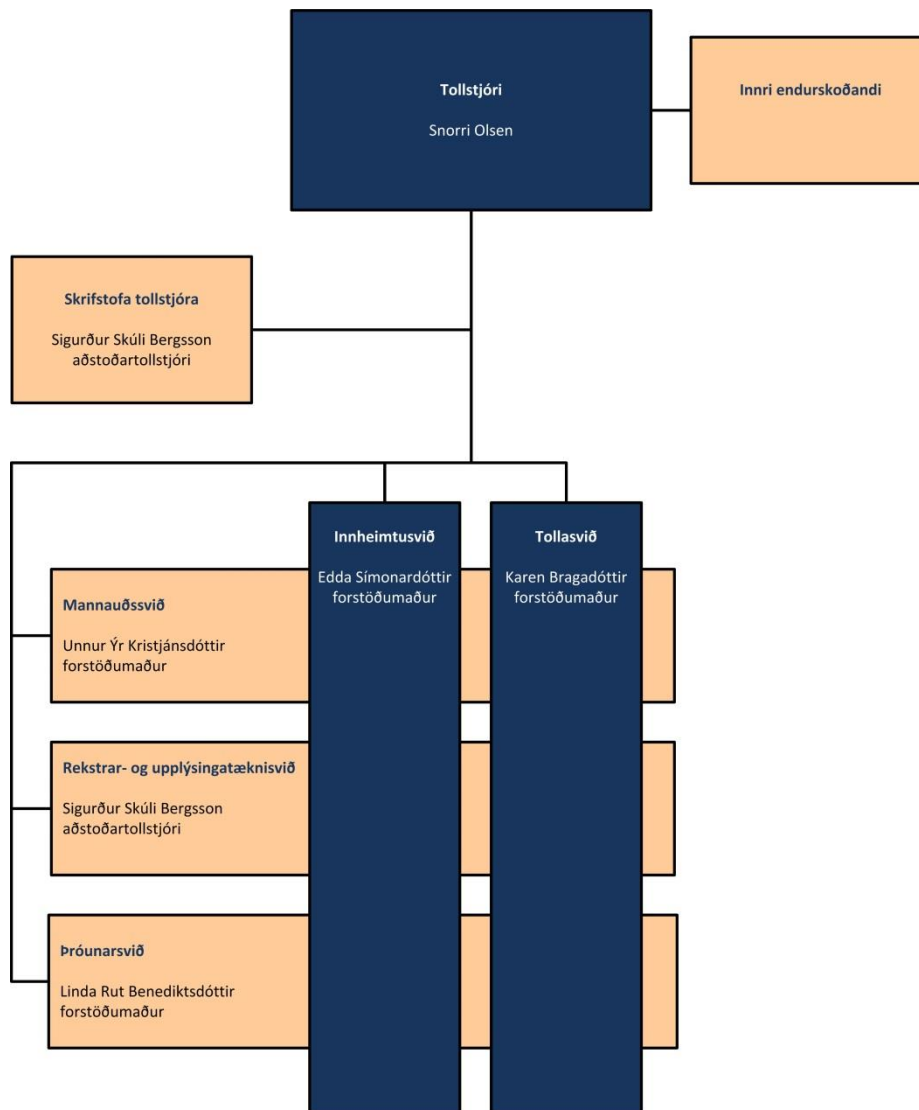 Tollstjóri
Snorri Olsen
Innri endurskoðandi
Skrifstofa tollstjóra
Sigurður Skúli Bergsson
aðstoðartollstjóri
Innheimtusvið
Edda Símonardóttir
forstöðumaður
Tollasvið
Karen Bragadóttir
forstöðumaður
Mannauðssvið
Unnur Ýr Kristjánsdóttir
forstöðumaður
Rekstrar- og upplýsingatæknisvið
Sigurður Skúli Bergsson
aðstoðartollstjóri
Þróunarsvið
Linda Rut Benediktsdóttir
forstöðumaður